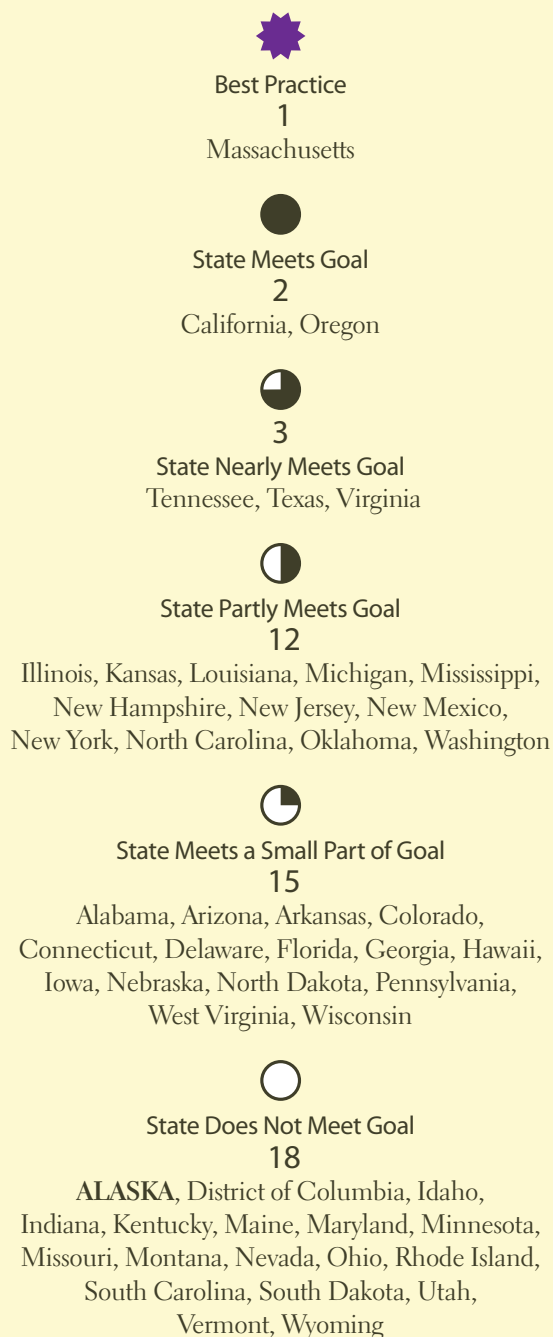 Best Practice
1
Massachusetts
State Meets Goal
2
California, Oregon
3
State Nearly Meets Goal
Tennessee, Texas, Virginia
State Partly Meets Goal
12
Illinois, Kansas, Louisiana, Michigan, Mississippi,
New Hampshire, New Jersey, New Mexico,
New York, North Carolina, Oklahoma, Washington
State Meets a Small Part of Goal
15
Alabama, Arizona, Arkansas, Colorado,
Connecticut, Delaware, Florida, Georgia, Hawaii,
Iowa, Nebraska, North Dakota, Pennsylvania,
West Virginia, Wisconsin
State Does Not Meet Goal
18
ALASKA, District of Columbia, Idaho,
Indiana, Kentucky, Maine, Maryland, Minnesota,
Missouri, Montana, Nevada, Ohio, Rhode Island,
South Carolina, South Dakota, Utah,
Vermont, Wyoming